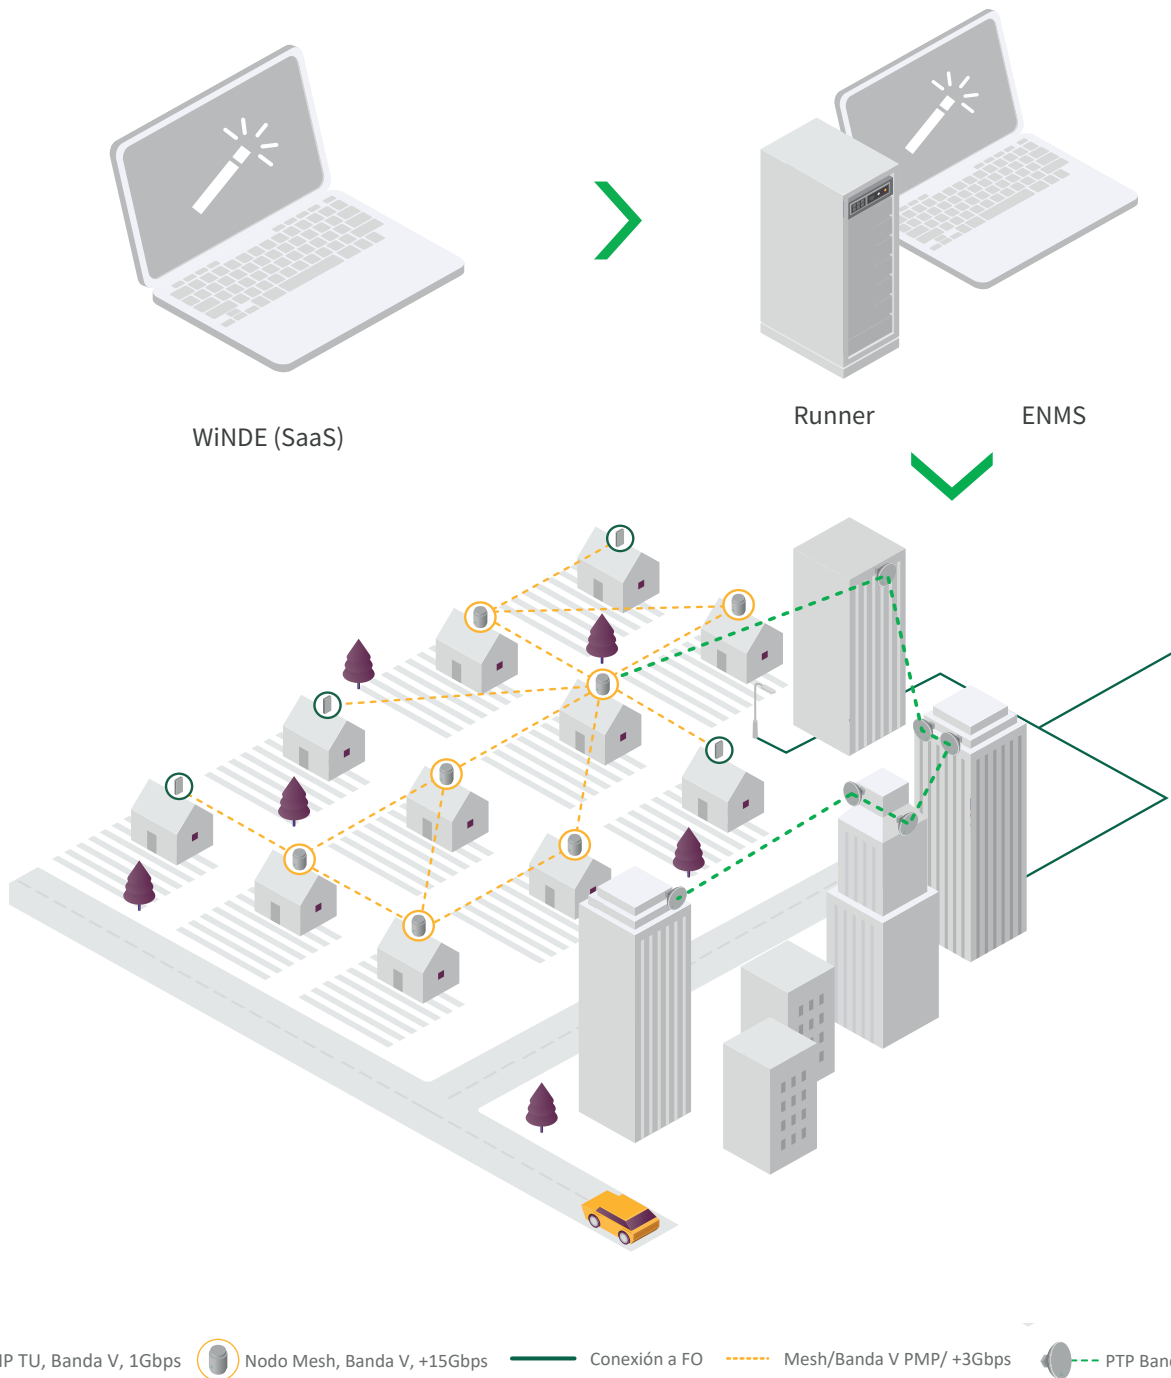 WiNDE (SaaS)
Runner
ENMS
IP TU, Banda V, 1Gbps
Nodo Mesh, Banda V, +15Gbps
Conexión a FO
Mesh/Banda V PMP/ +3Gbps
PTP Banc